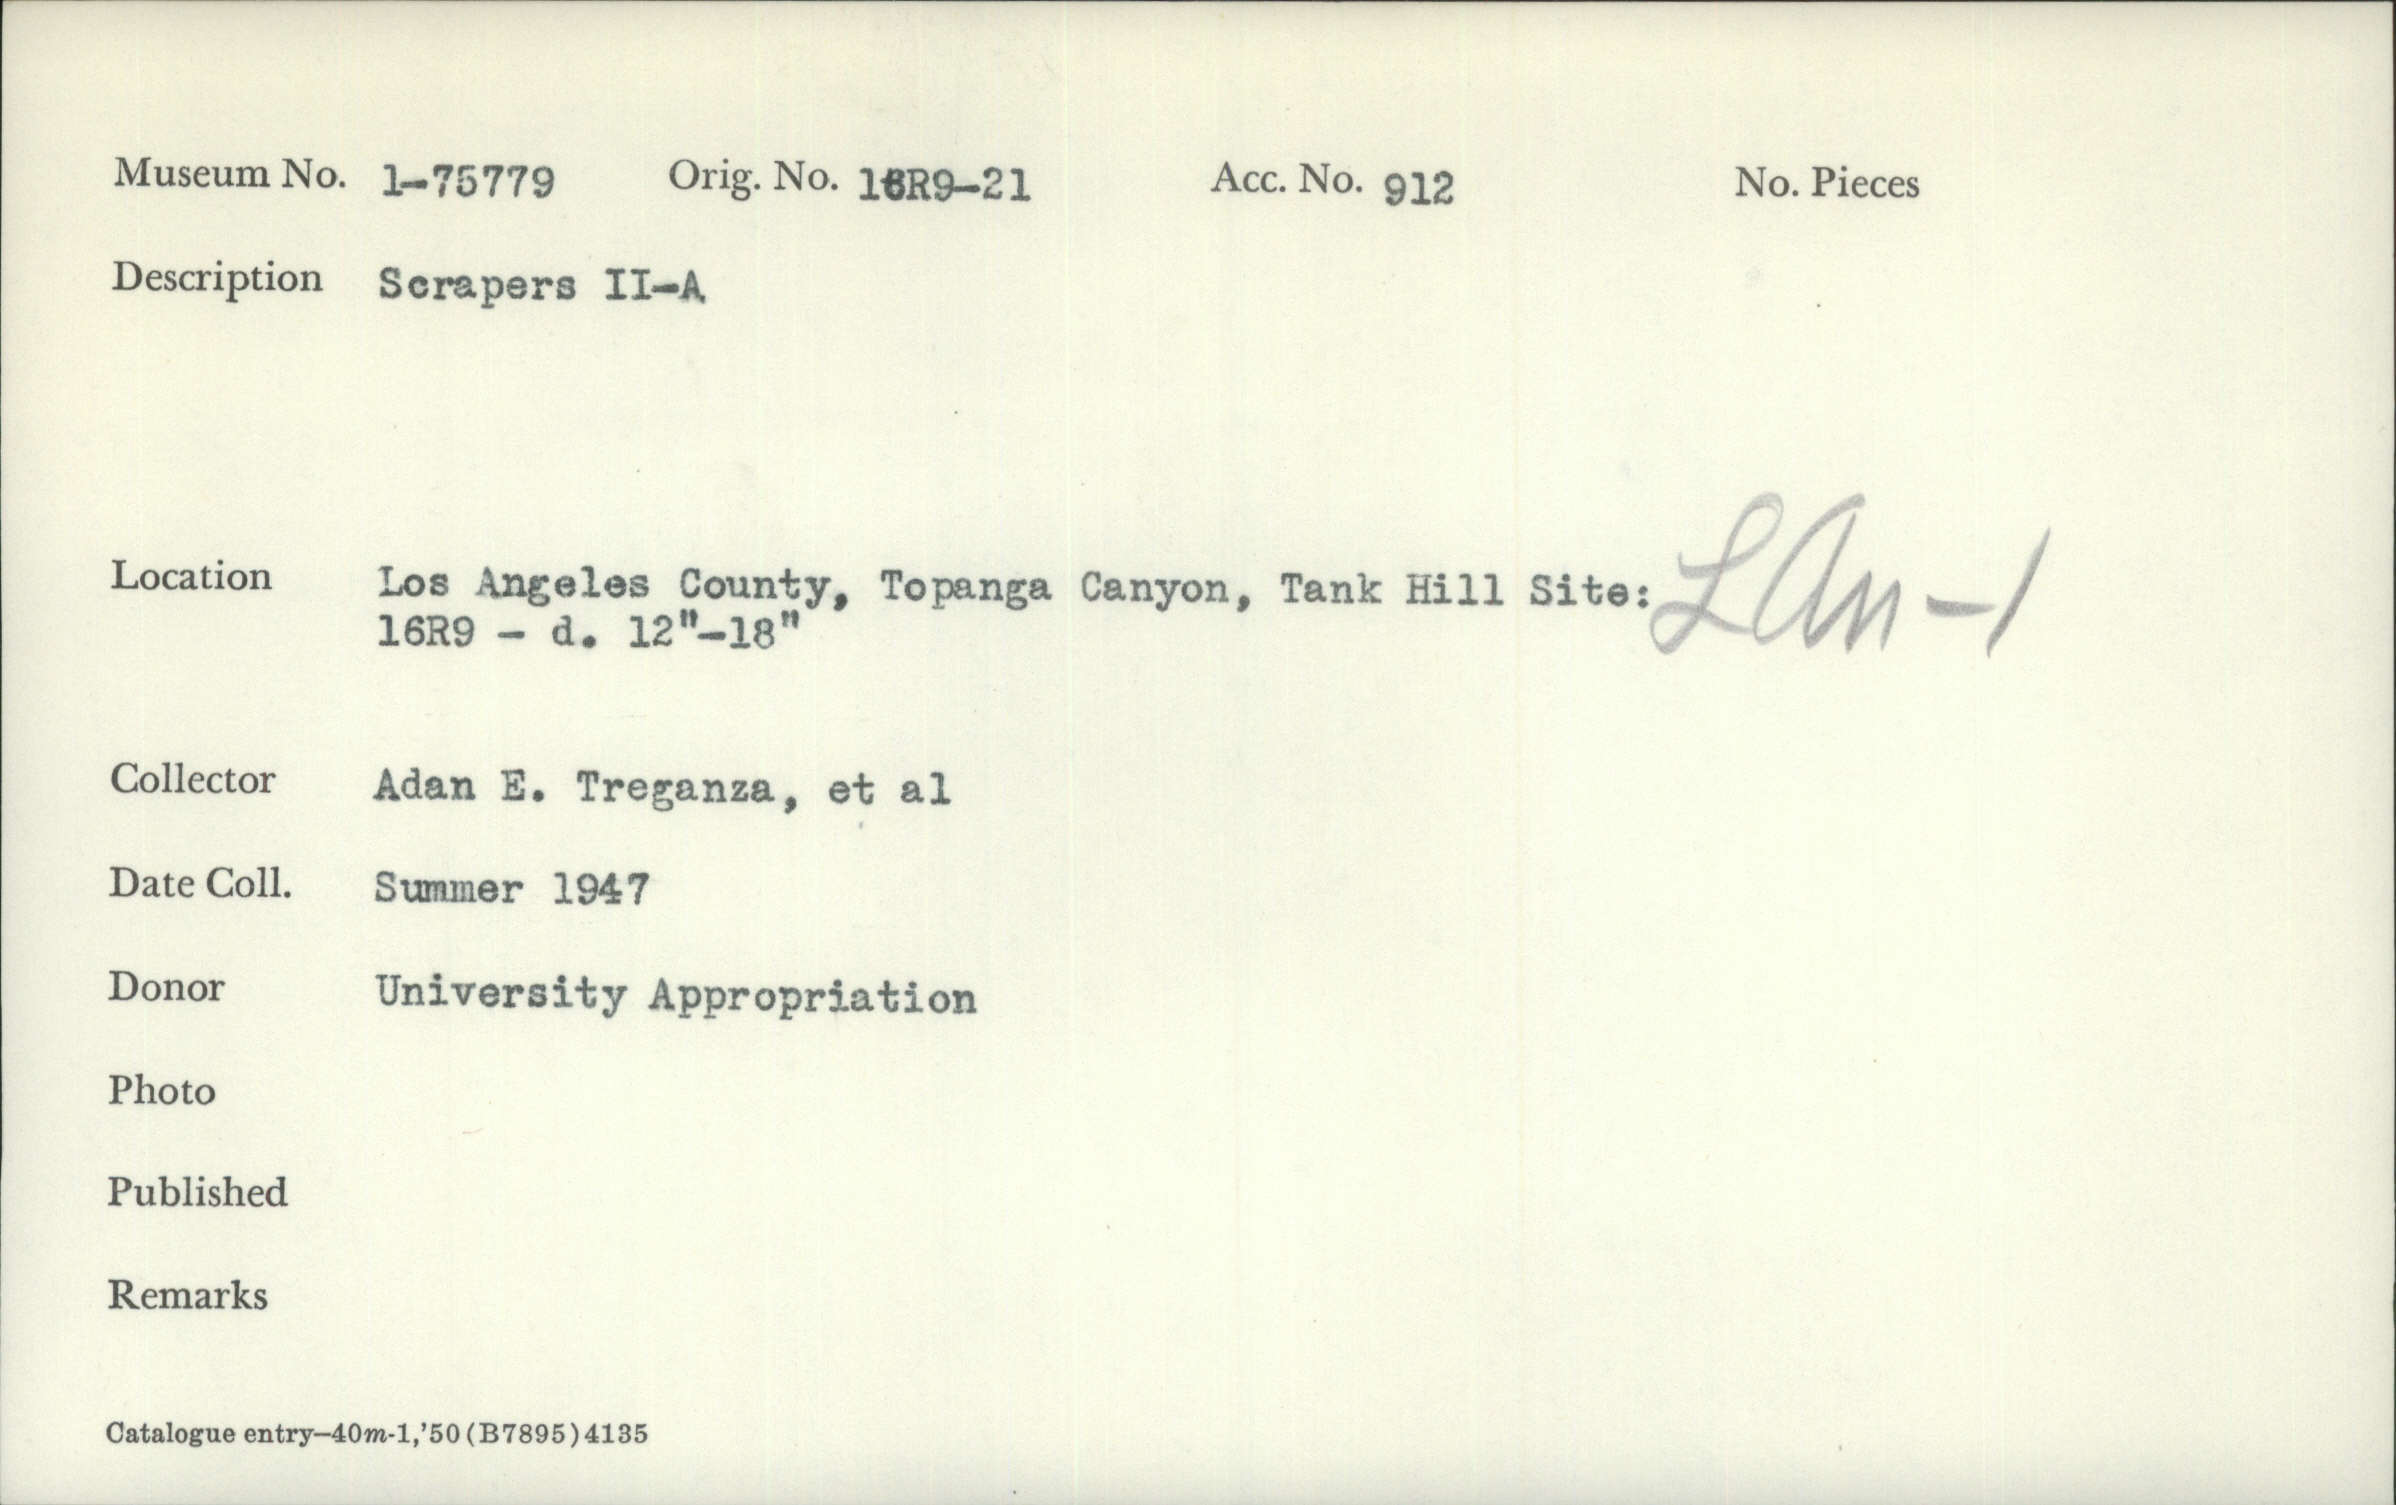 Museum No. 1-75779 Orig. No. 16R9-21 Acc. No. 912 No. Pieces
Description Scrapers II-A
Location Los Angeles County, Topanga Canyon, Tank Hill Site: LAn-1
16R9 - d. 12"-18"
Collector Adan E. Treganza, et al
Date Coll. Summer 1947
Donor University Appropriation
Photo
Published
Remarks
Catalogue entry—40m-1,'50(B7895)4135